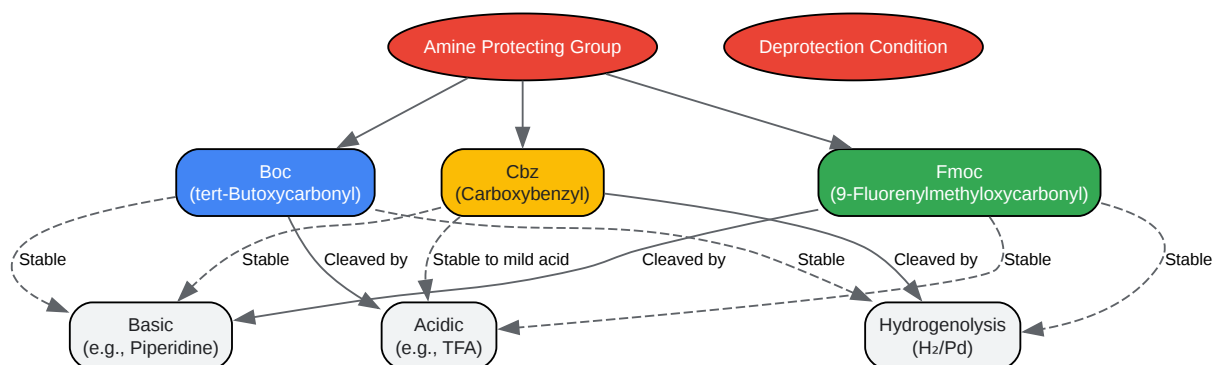 Amine Protecting Group
Deprotection Condition
Boc
(tert-Butoxycarbonyl)
Cbz
(Carboxybenzyl)
Fmoc
(9-Fluorenylmethyloxycarbonyl)
Stable
Stable
Cleaved by
Stable to mild acid
Cleaved by
Stable
Cleaved by
Stable
Stable
Basic
(e.g., Piperidine)
Acidic
(e.g., TFA)
Hydrogenolysis
(H₂/Pd)